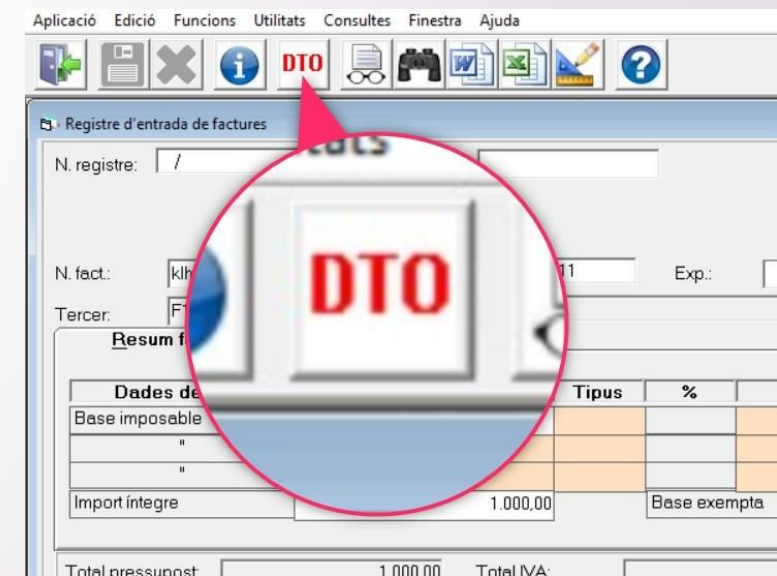 Aplicació Edició Funcions Utilitats Consultes Finestra Ajuda
DTO
Registre d'entrada de factures
N. registre: /
DTO
N. fact.: klh 11 Exp.:
Tercer:
Resum
Dades de Tipus %
Base imposable
"
"
Import íntegre 1.000,00 Base exempta
Total pressupost: 1.000,00 Total IVA: